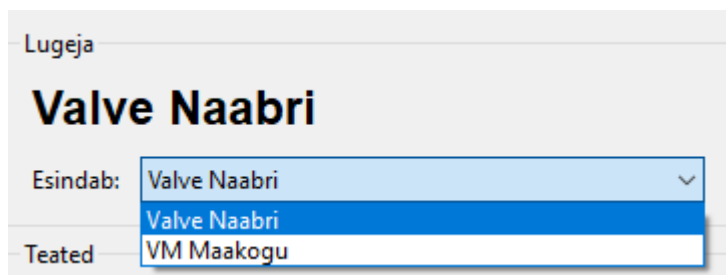 Lugeja
Valve Naabri
Esindab: Valve Naabri
Valve Naabri
VM Maakogu
Teated